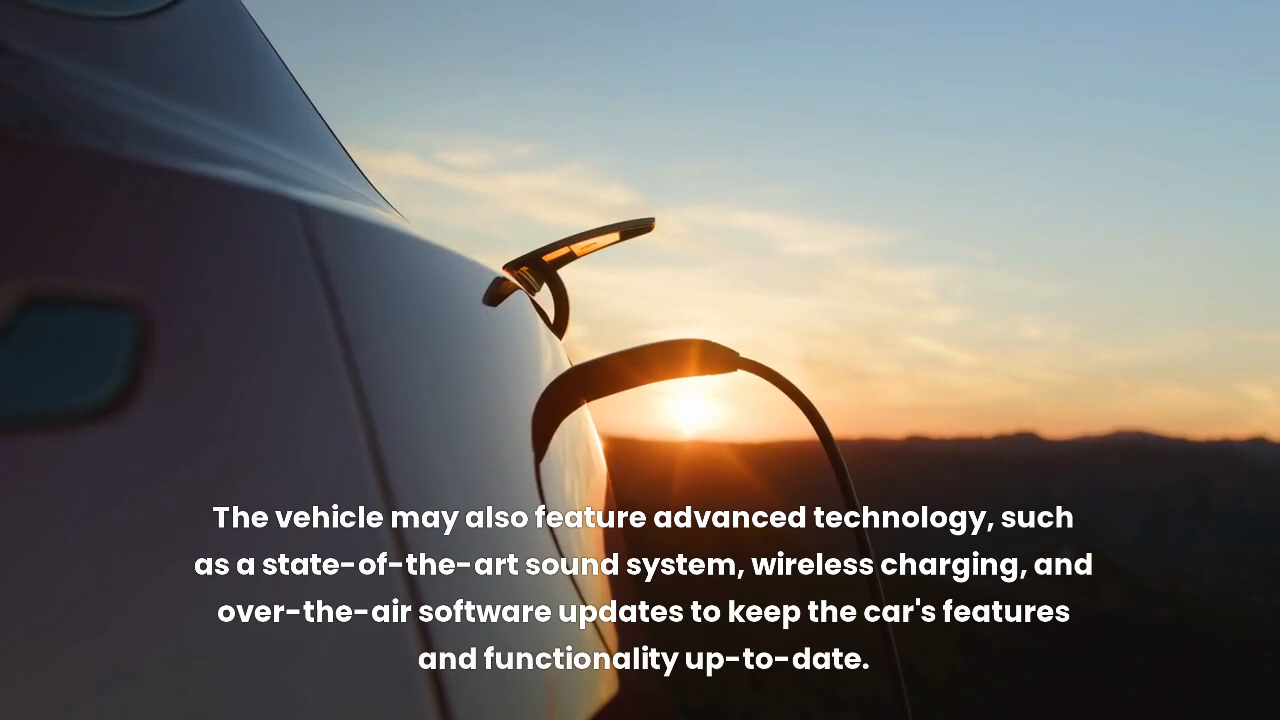 The vehicle may also feature advanced technology, such
as a state-of-the-art sound system, wireless charging, and
over-the-air software updates to keep the car's features
and functionality up-to-date.